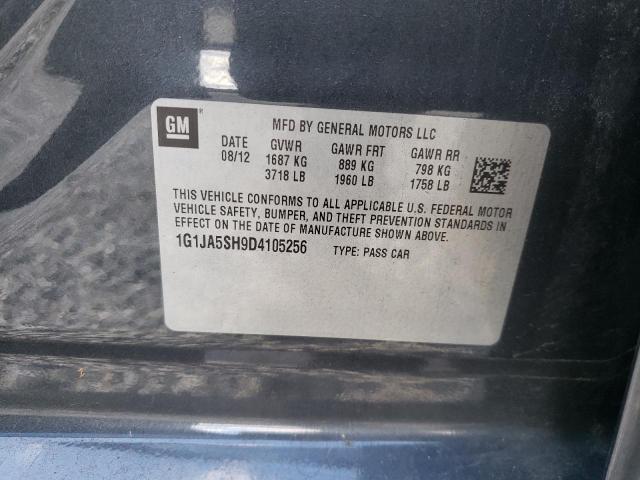 GM
MFD BY GENERAL MOTORS LLC
DATE GVWR GAWR FRT GAWR RR
08/12 1687 KG 889 KG 798 KG
3718 LB 1960 LB 1758 LB
THIS VEHICLE CONFORMS TO ALL APPLICABLE U.S. FEDERAL MOTOR
VEHICLE SAFETY, BUMPER, AND THEFT PREVENTION STANDARDS IN
EFFECT ON THE DATE OF MANUFACTURE SHOWN ABOVE.
1G1JA5SH9D4105256 TYPE: PASS CAR